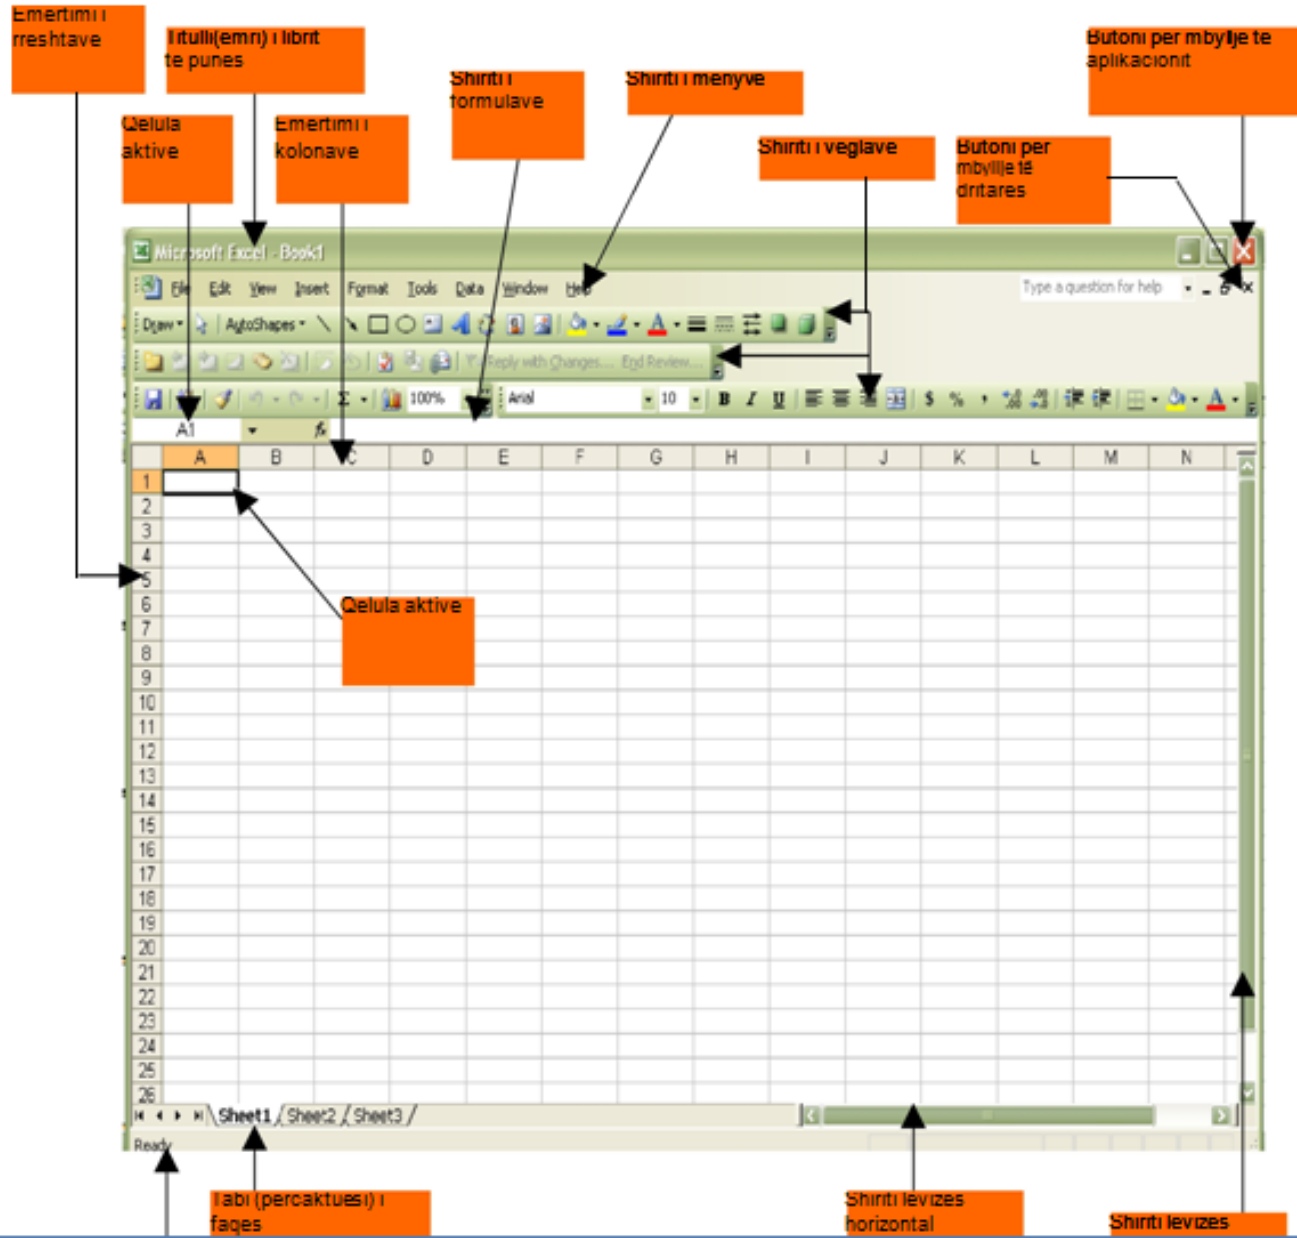 Emertimi i
rreshtave
Titulli(emri) i librit
te punes
Butoni per mbyllje te
aplikacionit
Shiriti i
formulave
Shiriti i menyve
Qelula
aktive
Emertimi i
kolonave
Shiriti i veglave
Butoni per
mbyllje të
dritares
Microsoft Excel - Book1
File Edit View Insert Format Tools Data Window Help
Type a question for help
Draw AutoShapes
Reply with Changes... End Review...
Σ 100% Arial 10 B I U $ % ,
A1 fx
A B C D E F G H I J K L M N
1
2
3
4
5
6
Qelula aktive
7
8
9
10
11
12
13
14
15
16
17
18
19
20
21
22
23
24
25
26
Sheet1 Sheet2 Sheet3
Ready
Tabi (percaktuesi) i
faqes
Shiriti levizes
horizontal
Shiriti levizes